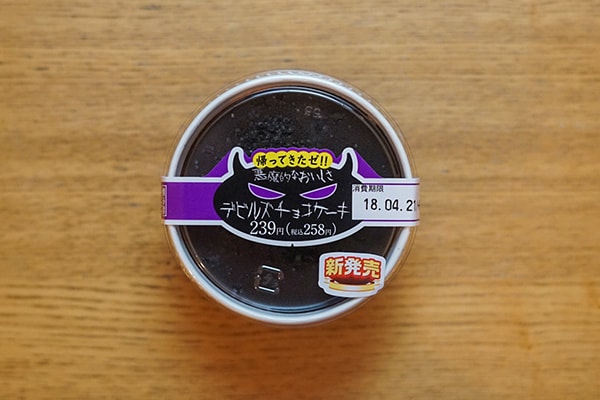 帰ってきたゼ!!
悪魔的なおいしさ
デビルズチョコケーキ
239円(税込258円)
消費期限
18.04.21
新発売